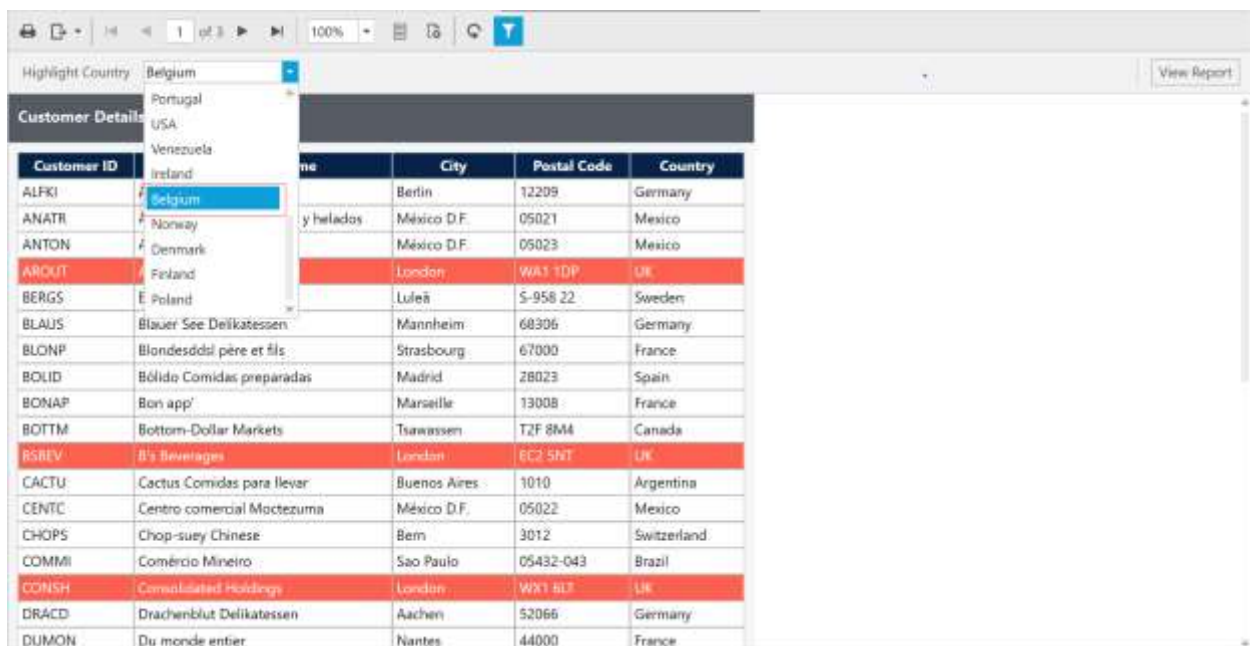 1 of 3 100%
Highlight Country Belgium View Report
Customer Details
Portugal
USA
Venezuela
Ireland
Belgium
Norway
Denmark
Finland
Poland
Customer ID me City Postal Code Country
ALFKI Berlin 12209 Germany
ANATR y helados México D.F. 05021 Mexico
ANTON México D.F. 05023 Mexico
AROUT London WA1 1DP UK
BERGS Luleå S-958 22 Sweden
BLAUS Blauer See Delikatessen Mannheim 68306 Germany
BLONP Blondesddsl père et fils Strasbourg 67000 France
BOLID Bólido Comidas preparadas Madrid 28023 Spain
BONAP Bon app' Marseille 13008 France
BOTTM Bottom-Dollar Markets Tsawassen T2F 8M4 Canada
BSBEV B's Beverages London EC2 5NT UK
CACTU Cactus Comidas para llevar Buenos Aires 1010 Argentina
CENTC Centro comercial Moctezuma México D.F. 05022 Mexico
CHOPS Chop-suey Chinese Bern 3012 Switzerland
COMMI Comércio Mineiro Sao Paulo 05432-043 Brazil
CONSH Consolidated Holdings London WX1 6LT UK
DRACD Drachenblut Delikatessen Aachen 52066 Germany
DUMON Du monde entier Nantes 44000 France